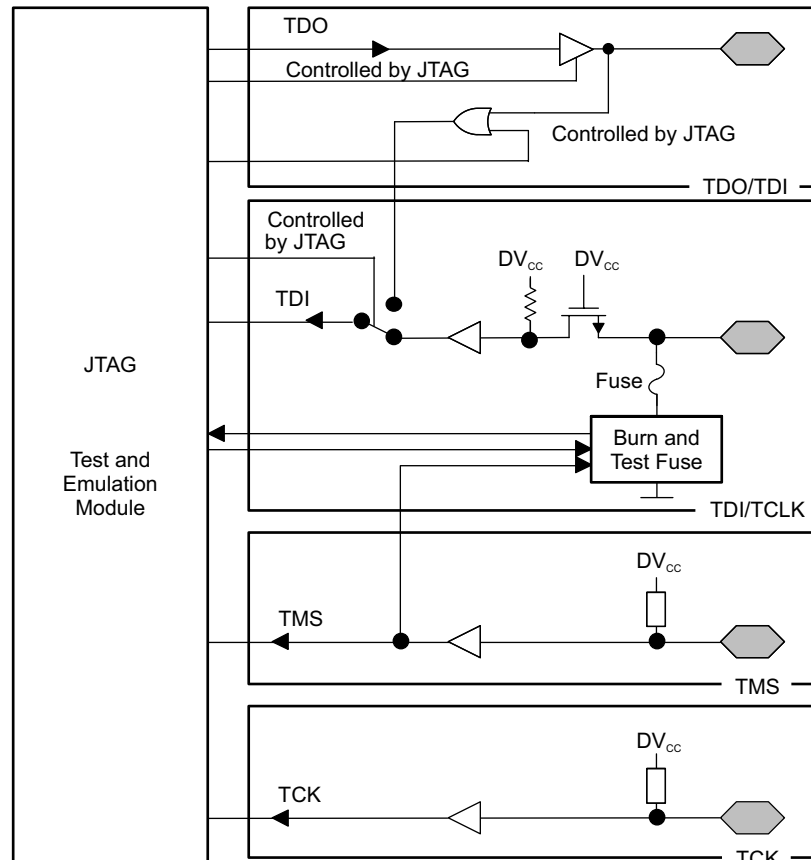 TDO
Controlled by JTAG
Controlled by JTAG
TDO/TDI
Controlled
by JTAG
DVCC
DVCC
TDI
Fuse
JTAG
Test and
Emulation
Module
Burn and
Test Fuse
TDI/TCLK
DVCC
TMS
TMS
DVCC
TCK
TCK